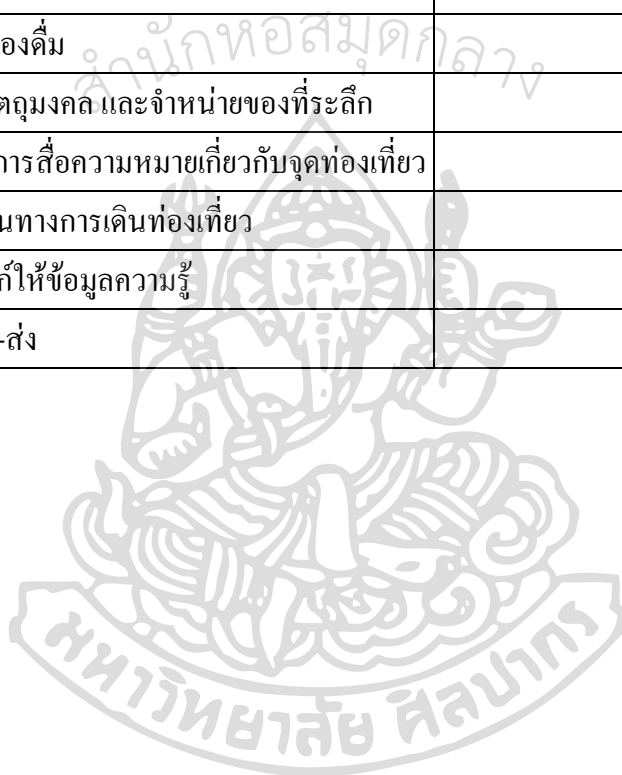 สำนักหอสมุดกลาง
องดื่ม
ตถุมงคล และจำหน่ายของที่ระลึก
การสื่อความหมายเกี่ยวกับจุดท่องเที่ยว
นทางการเดินท่องเที่ยว
ก์ให้ข้อมูลความรู้
-ส่ง
มหาวิทยาลัย ศิลปากร